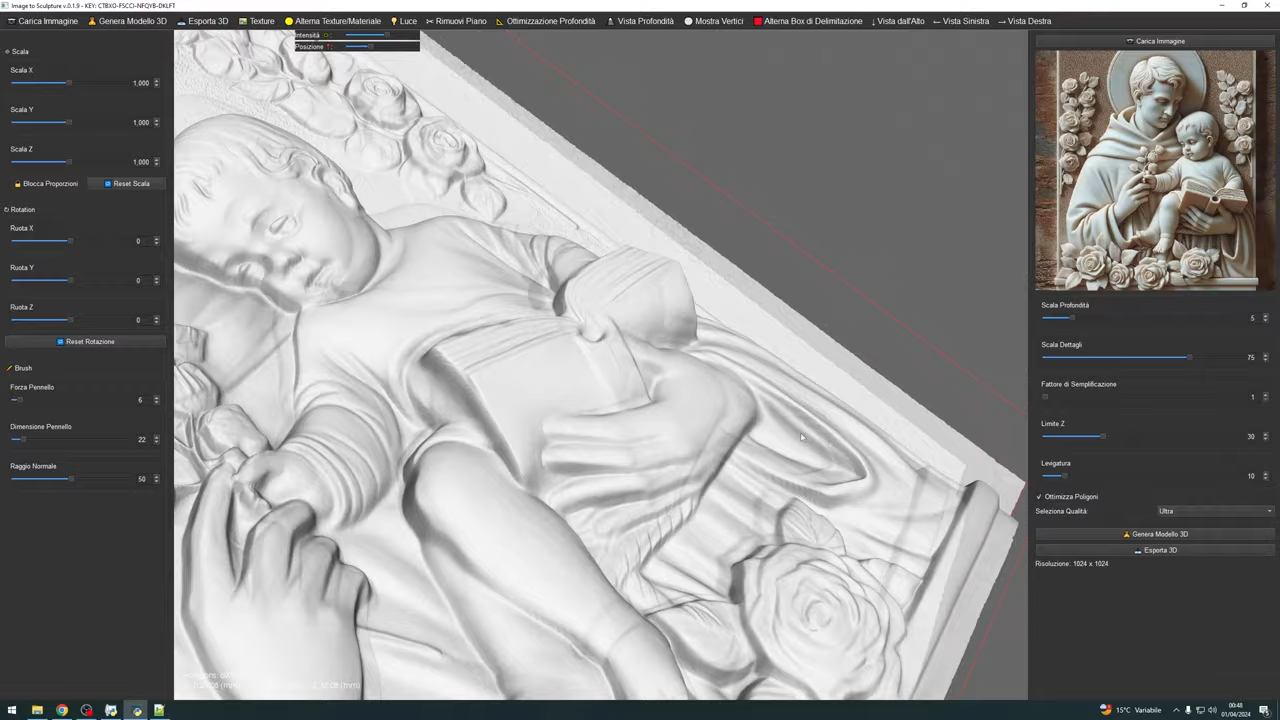 Image to Sculpture v.0.1.9 - KEY: CTBXO-FSCCI-NFQYB-DKLFT
Carica Immagine
Genera Modello 3D
Esporta 3D
Texture
Alterna Texture/Materiale
Luce
Rimuovi Piano
Ottimizzazione Profondità
Vista Profondità
Mostra Vertici
Alterna Box di Delimitazione
Vista dall'Alto
Vista Sinistra
Vista Destra
Scala
Scala X
1,000
Scala Y
1,000
Scala Z
1,000
Blocca Proporzioni
Reset Scala
Rotation
Ruota X
0
Ruota Y
0
Ruota Z
0
Reset Rotazione
Brush
Forza Pennello
6
Dimensione Pennello
22
Raggio Normale
50
Intensità
Posizione
Carica Immagine
Scala Profondità
5
Scala Dettagli
75
Fattore di Semplificazione
1
Limite Z
30
Levigatura
10
Ottimizza Poligoni
Seleziona Qualità:
Ultra
Genera Modello 3D
Esporta 3D
Risoluzione: 1024 x 1024
15°C Variabile
00:48
01/04/2024